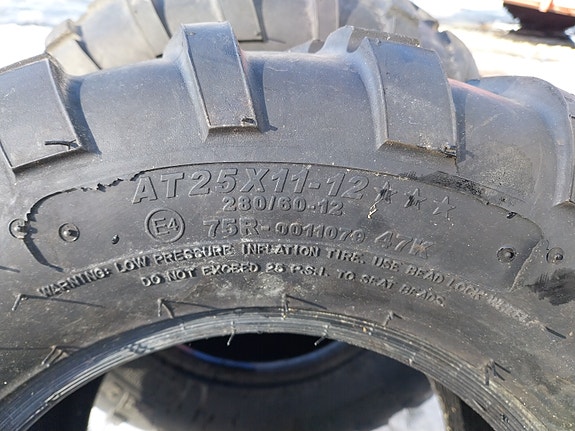 AT25X11-12 ★★★
280/60-12
E4 75R-0011079 47K
WARNING: LOW PRESSURE INFLATION TIRE. USE BEAD LOCK
DO NOT EXCEED 25 P.S.I. TO SEAT BEADS